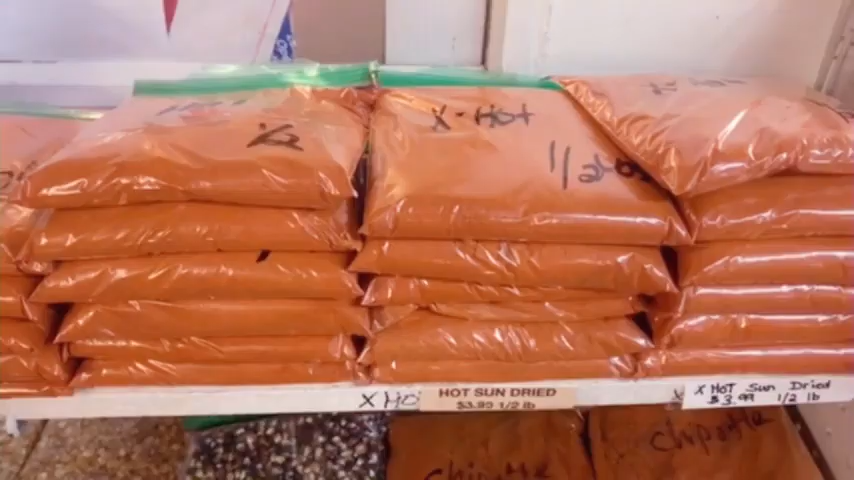 1/2
X-Hot
1/2
X HOT
HOT SUN DRIED
$3.99 1/2 lb
X HOT Sun Dried
$3.99 1/2 lb
chipotle
chipotle